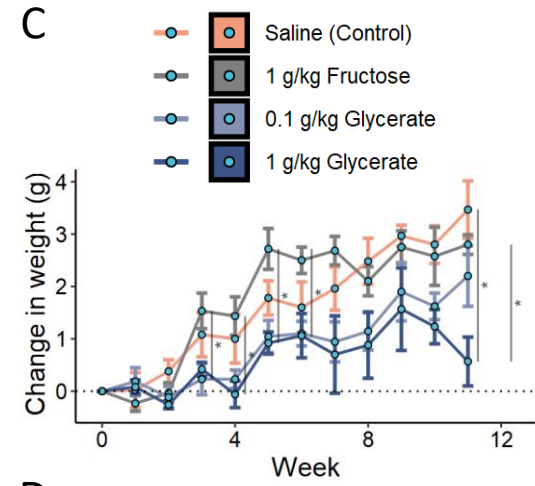 C
Saline (Control)
1 g/kg Fructose
0.1 g/kg Glycerate
1 g/kg Glycerate
Change in weight (g)
4
3
2
1
0
*
*
*
*
*
*
0
4
8
12
Week